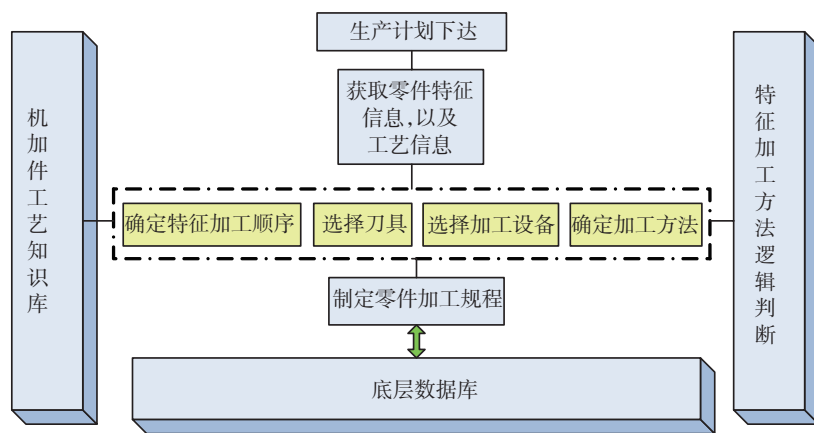 生产计划下达
获取零件特征
信息,以及
工艺信息
机加件工艺知识库
确定特征加工顺序
选择刀具
选择加工设备
确定加工方法
特征加工方法逻辑判断
制定零件加工规程
底层数据库